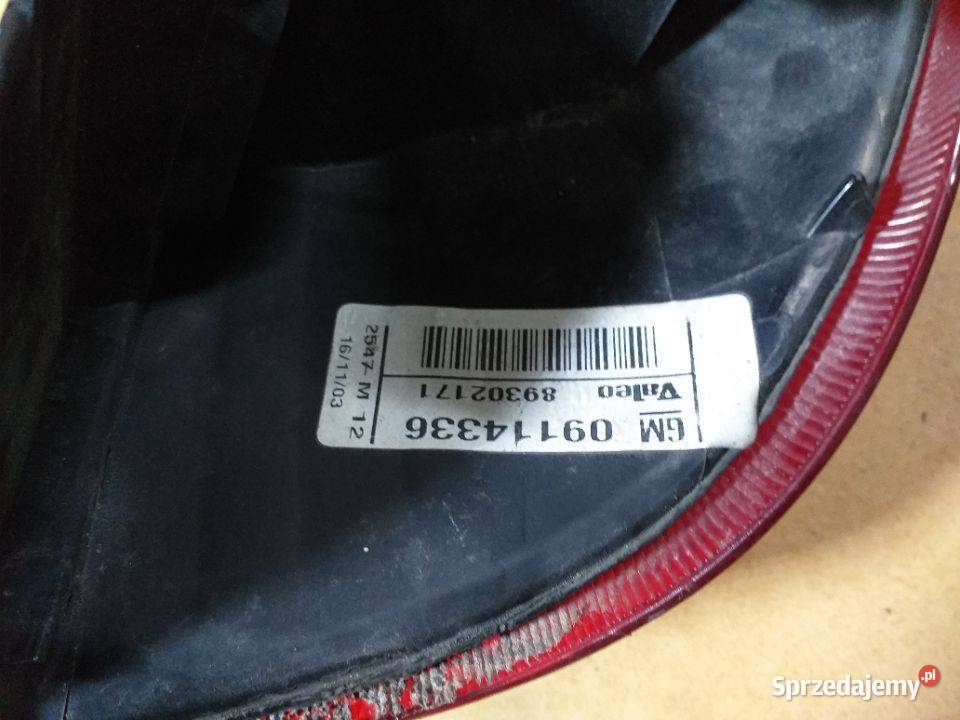 GM 09114336
Valeo 89302171
2547- M 12
16/11/03
Sprzedajemy.pl